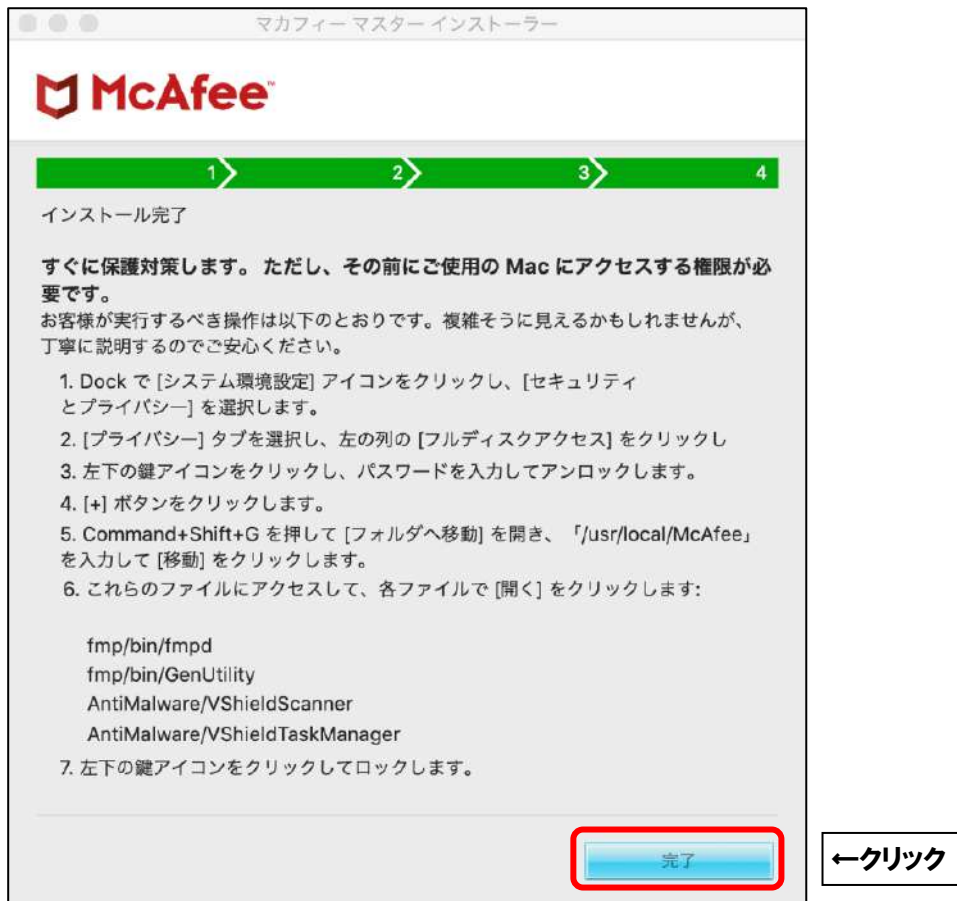 マカフィー マスター インストーラー
McAfee™
1 2 3 4
インストール完了
すぐに保護対策します。 ただし、その前にご使用の Mac にアクセスする権限が必
要です。
お客様が実行するべき操作は以下のとおりです。複雑そうに見えるかもしれませんが、
丁寧に説明するのでご安心ください。
1. Dock で [システム環境設定] アイコンをクリックし、[セキュリティ
とプライバシー] を選択します。
2. [プライバシー] タブを選択し、左の列の [フルディスクアクセス] をクリックし
3. 左下の鍵アイコンをクリックし、パスワードを入力してアンロックします。
4. [+] ボタンをクリックします。
5. Command+Shift+G を押して [フォルダへ移動] を開き、「/usr/local/McAfee」
を入力して [移動] をクリックします。
6. これらのファイルにアクセスして、各ファイルで [開く] をクリックします:
fmp/bin/fmpd
fmp/bin/GenUtility
AntiMalware/VShieldScanner
AntiMalware/VShieldTaskManager
7. 左下の鍵アイコンをクリックしてロックします。
完了
←クリック